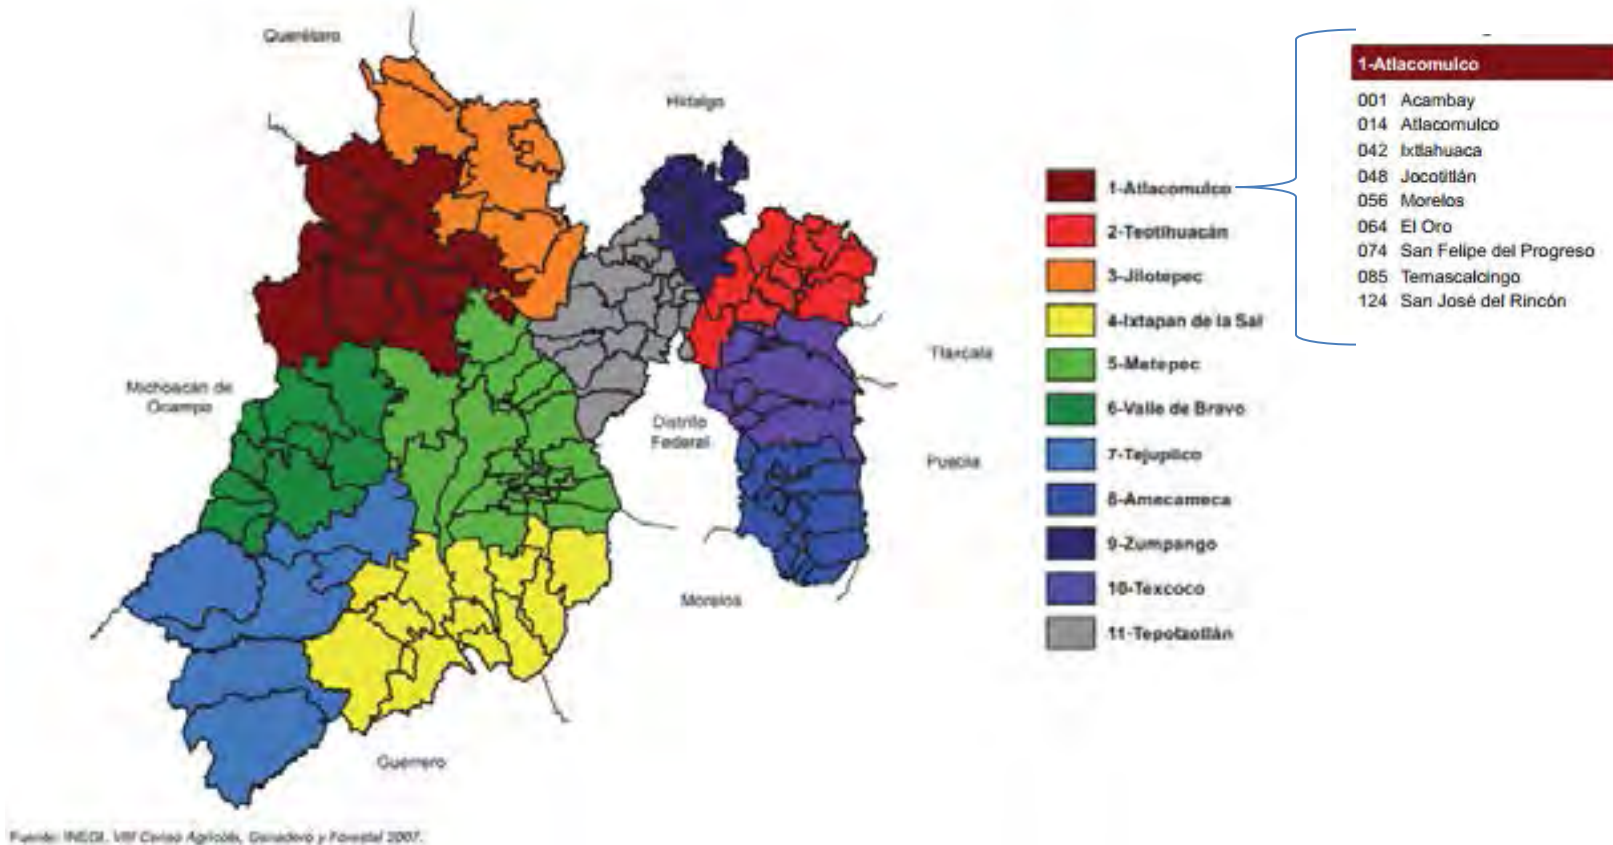 Querétaro
Hidalgo
Tlaxcala
Michoacán de
Ocampo
Distrito
Federal
Puebla
Morelos
Guerrero
1-Atlacomulco
2-Teotihuacán
3-Jilotepec
4-Ixtapan de la Sal
5-Metepec
6-Valle de Bravo
7-Tejupilco
8-Amecameca
9-Zumpango
10-Texcoco
11-Tepotzotlán
1-Atlacomulco
001 Acambay
014 Atlacomulco
042 Ixtlahuaca
048 Jocotitlán
056 Morelos
064 El Oro
074 San Felipe del Progreso
085 Temascalcingo
124 San José del Rincón
Fuente: INEGI. VIII Censo Agrícola, Ganadero y Forestal 2007.